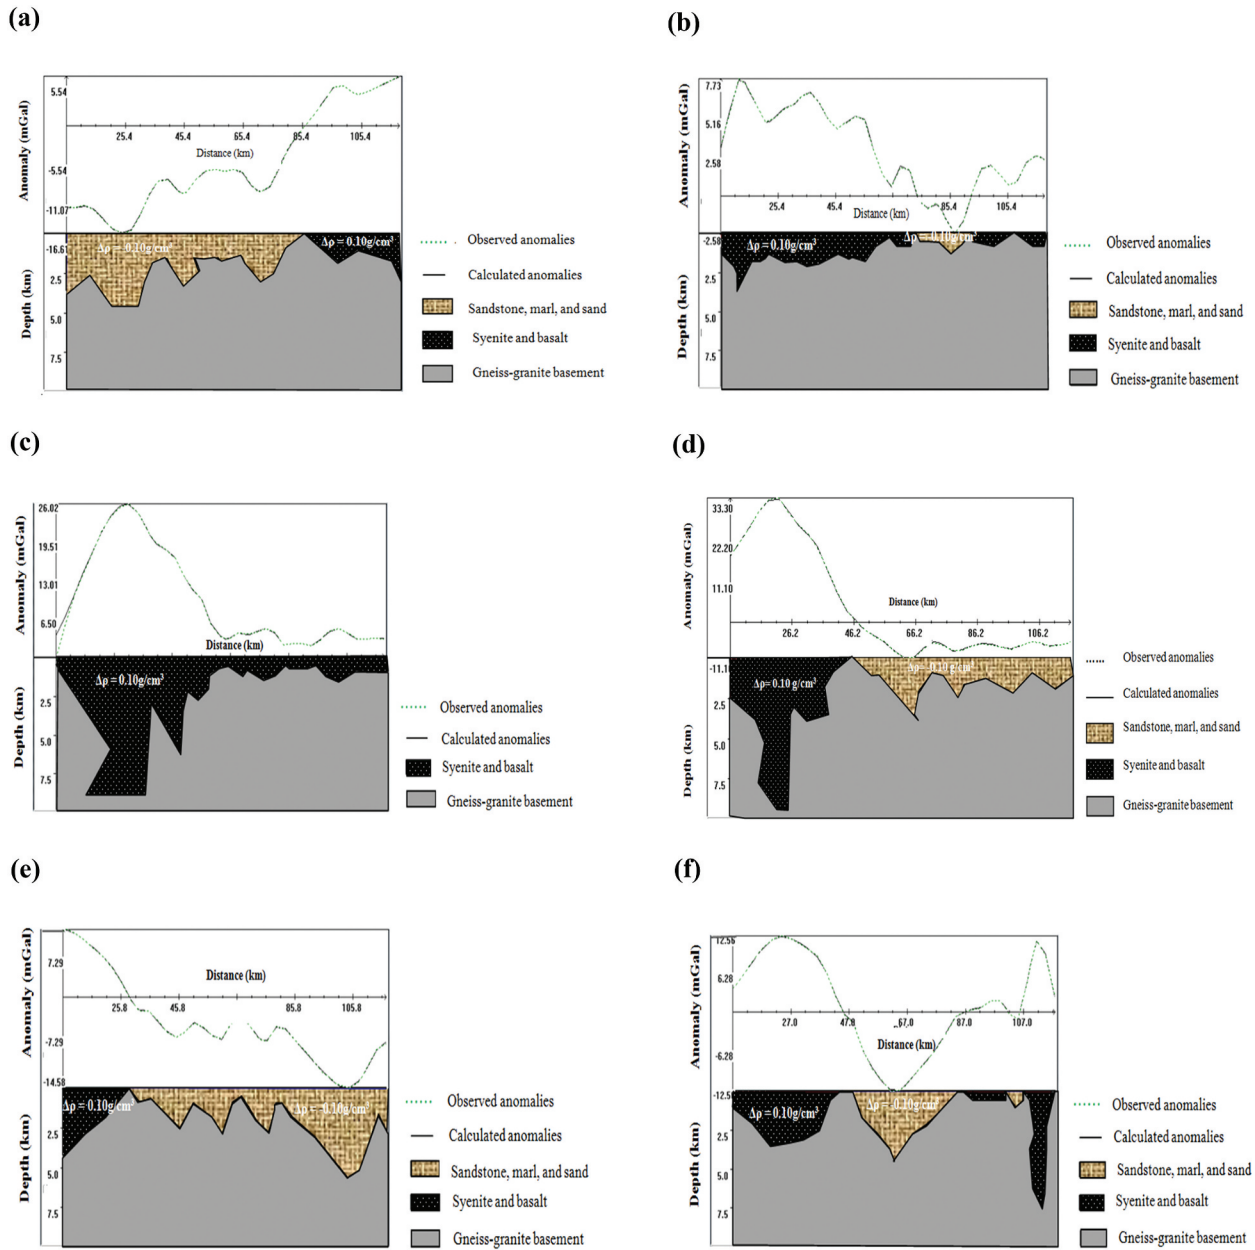 (a)
Anomaly (mGal)
5.54
-5.54
-11.07
-16.61
25.4 45.4 65.4 85.4 105.4
Distance (km)
Δρ = -0.10g/cm³
Δρ = 0.10g/cm³
Depth (km)
2.5
5.0
7.5
Observed anomalies
Calculated anomalies
Sandstone, marl, and sand
Syenite and basalt
Gneiss-granite basement
(b)
Anomaly (mGal)
7.73
5.16
2.58
-2.58
25.4 45.4 85.4 105.4
Distance (km)
Δρ = 0.10g/cm³
Δρ = -0.10g/cm³
Depth (km)
2.5
5.0
7.5
Observed anomalies
Calculated anomalies
Sandstone, marl, and sand
Syenite and basalt
Gneiss-granite basement
(c)
Anomaly (mGal)
26.02
19.51
13.01
6.50
Distance (km)
Δρ = 0.10g/cm³
Depth (km)
2.5
5.0
7.5
Observed anomalies
Calculated anomalies
Syenite and basalt
Gneiss-granite basement
(d)
Anomaly (mGal)
33.30
22.20
11.10
-11.1
Distance (km)
26.2 46.2 66.2 86.2 106.2
Δρ= 0.10 g/cm³
Δρ= -0.10 g/cm³
Depth (km)
2.5
5.0
7.5
Observed anomalies
Calculated anomalies
Sandstone, marl, and sand
Syenite and basalt
Gneiss-granite basement
(e)
Anomaly (mGal)
7.29
-7.29
-14.58
Distance (km)
25.8 45.8 85.8 105.8
Δρ = 0.10g/cm³
Δρ = -0.10g/cm³
Depth (km)
2.5
5.0
7.5
Observed anomalies
Calculated anomalies
Sandstone, marl, and sand
Syenite and basalt
Gneiss-granite basement
(f)
Anomaly (mGal)
12.55
6.28
-6.28
-12.5
27.0 47.0 67.0 87.0 107.0
Distance (km)
Δρ = 0.10g/cm³
Δρ = -0.10g/cm³
Depth (km)
2.5
5.0
7.5
Observed anomalies
Calculated anomalies
Sandstone, marl, and sand
Syenite and basalt
Gneiss-granite basement